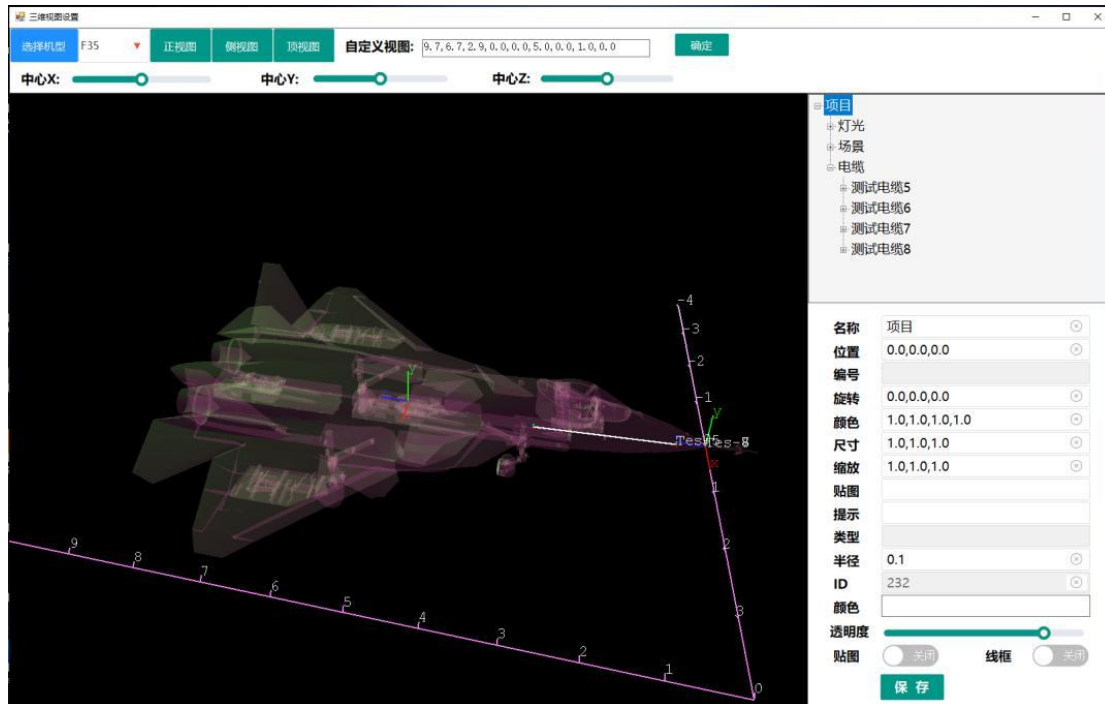 三维视图设置
选择机型 F35 正视图 侧视图 顶视图 自定义视图: 9.7,6.7,2.9,0.0,0.0,5.0,0.0,1.0,0.0 确定
中心X: 中心Y: 中心Z:
项目
灯光
场景
电缆
测试电缆5
测试电缆6
测试电缆7
测试电缆8
-4
-3
-2
-1
y
y
x
1
2
3
9
8
7
6
5
4
3
2
1
0
名称 项目
位置 0.0,0.0,0.0
编号
旋转 0.0,0.0,0.0
颜色 1.0,1.0,1.0,1.0
尺寸 1.0,1.0,1.0
缩放 1.0,1.0,1.0
贴图
提示
类型
半径 0.1
ID 232
颜色
透明度
贴图 关闭 线框 关闭
保存